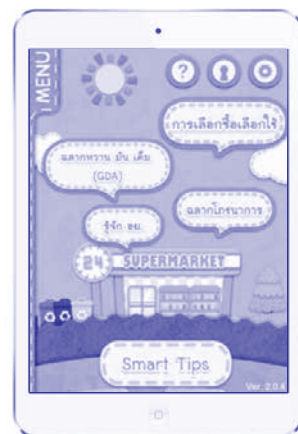 MENU
?
การเลือกซื้อเลือกใช้
ฉลากหวาน มัน เค็ม
(GDA)
ฉลากโภชนาการ
รู้จัก อย.
24 SUPERMARKET
Smart Tips
Ver. 2.0.4